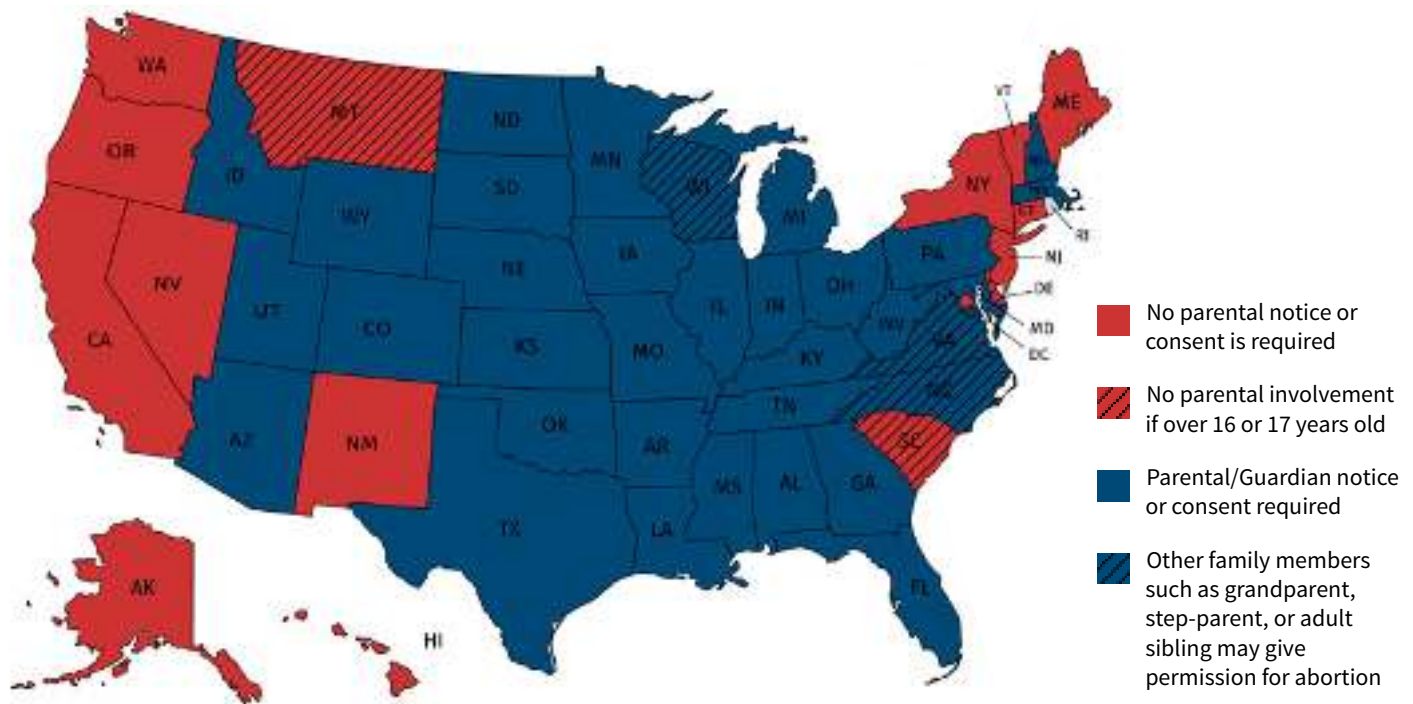 WA
OR
CA
NV
ID
MT
WY
UT
CO
AZ
NM
ND
SD
NE
KS
OK
TX
MN
IA
MO
AR
LA
WI
IL
MI
IN
OH
KY
TN
MS
AL
GA
FL
SC
WV
VA
PA
NY
VT
ME
CT
RI
NJ
DE
MD
DC
AK
HI
No parental notice or
consent is required
No parental involvement
if over 16 or 17 years old
Parental/Guardian notice
or consent required
Other family members
such as grandparent,
step-parent, or adult
sibling may give
permission for abortion